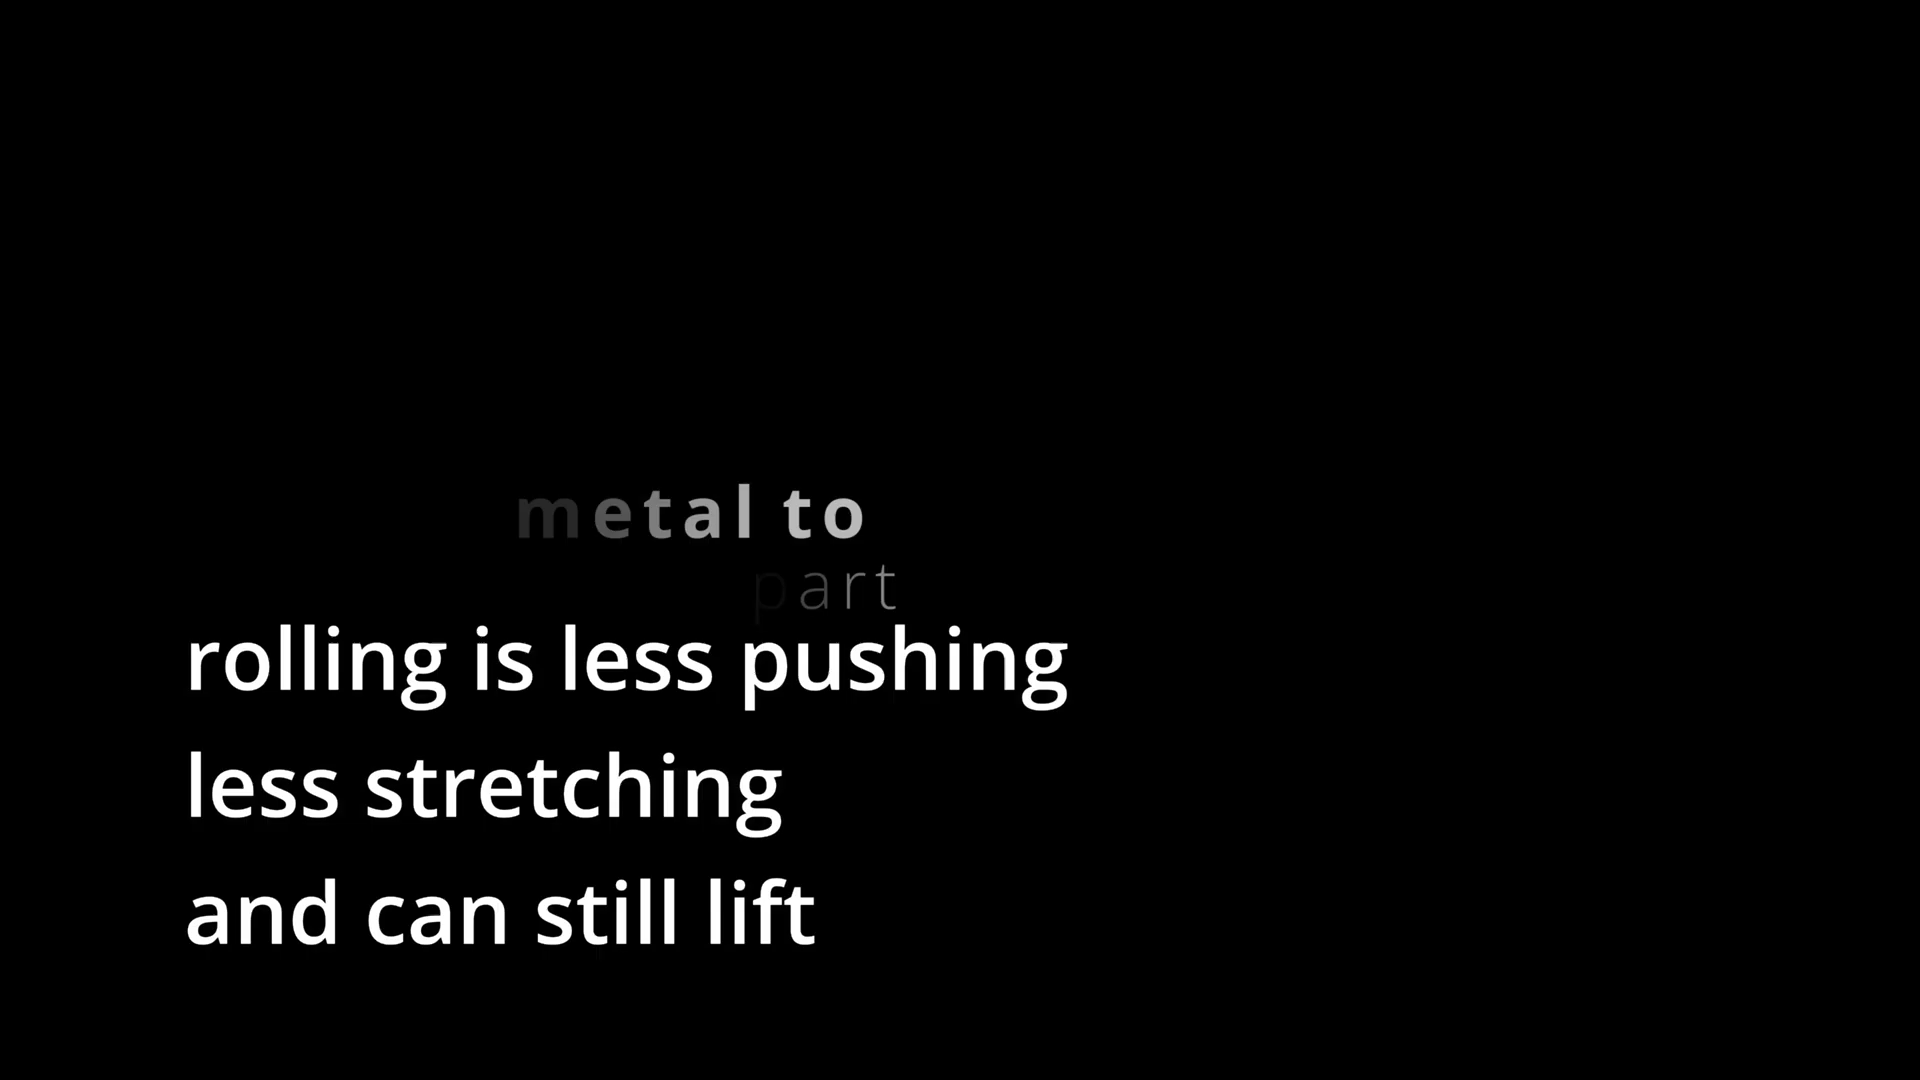 metal to
part
rolling is less pushing
less stretching
and can still lift